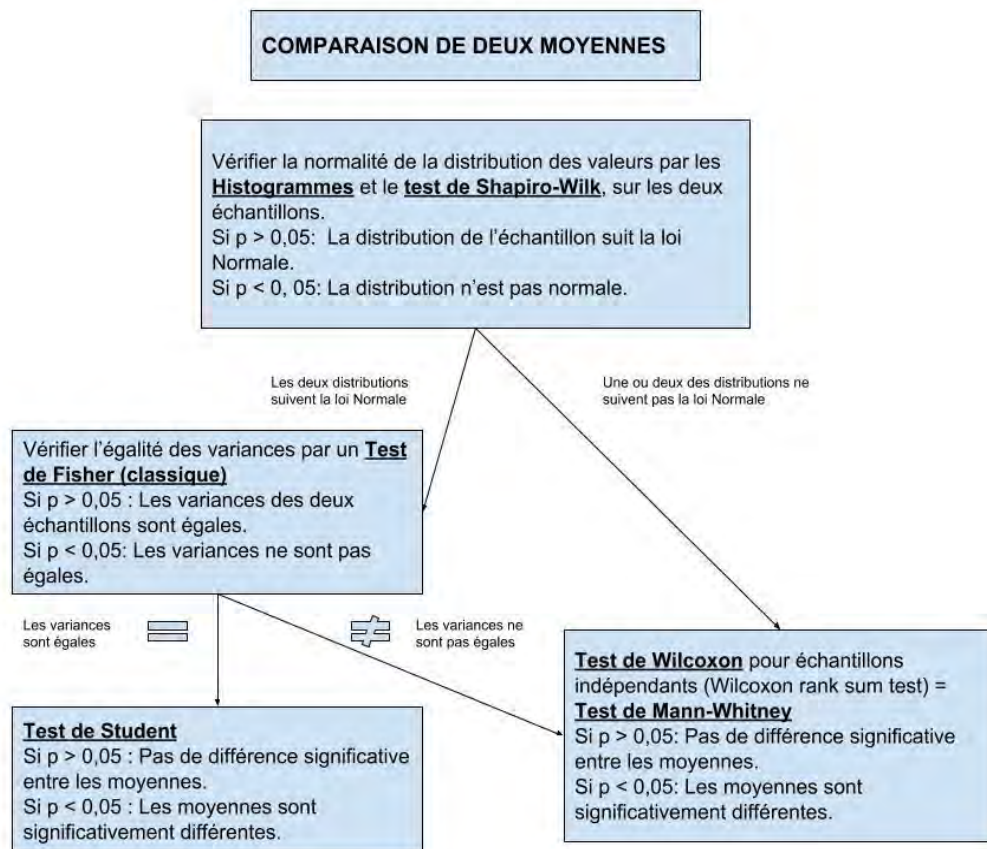 COMPARAISON DE DEUX MOYENNES
Vérifier la normalité de la distribution des valeurs par les
Histogrammes et le test de Shapiro-Wilk, sur les deux
échantillons.
Si p > 0,05:  La distribution de l'échantillon suit la loi
Normale.
Si p < 0, 05: La distribution n'est pas normale.
Les deux distributions
suivent la loi Normale
Une ou deux des distributions ne
suivent pas la loi Normale
Vérifier l'égalité des variances par un Test
de Fisher (classique)
Si p > 0,05 : Les variances des deux
échantillons sont égales.
Si p < 0,05: Les variances ne sont pas
égales.
Les variances
sont égales
Les variances ne
sont pas égales
Test de Student
Si p > 0,05 : Pas de différence significative
entre les moyennes.
Si p < 0,05 : Les moyennes sont
significativement différentes.
Test de Wilcoxon pour échantillons
indépendants (Wilcoxon rank sum test) =
Test de Mann-Whitney
Si p > 0,05: Pas de différence significative
entre les moyennes.
Si p < 0,05: Les moyennes sont
significativement différentes.